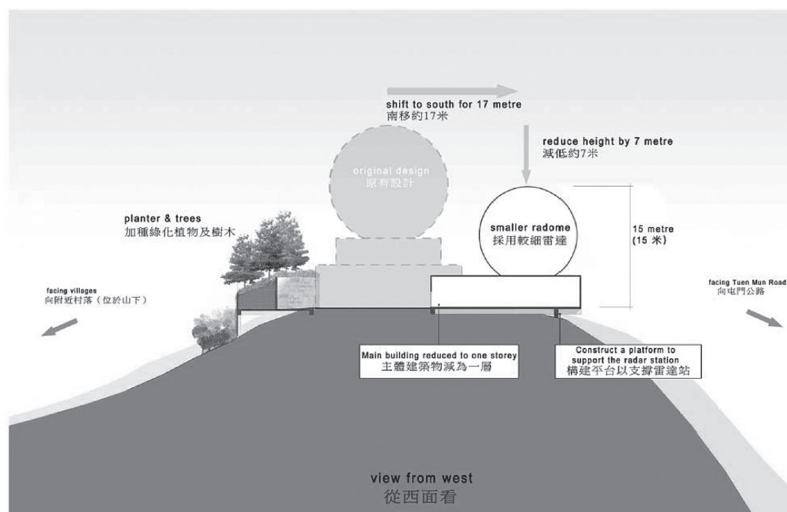 shift to south for 17 metre
南移約17米
reduce height by 7 metre
減低約7米
original design
原有設計
planter & trees
加種綠化植物及樹木
smaller radome
採用較細雷達
15 metre
(15 米)
facing villages
向附近村落（位於山下）
facing Tuen Mun Road
向屯門公路
Main building reduced to one storey
主體建築物減為一層
Construct a platform to
support the radar station
構建平台以支撐雷達站
view from west
從西面看